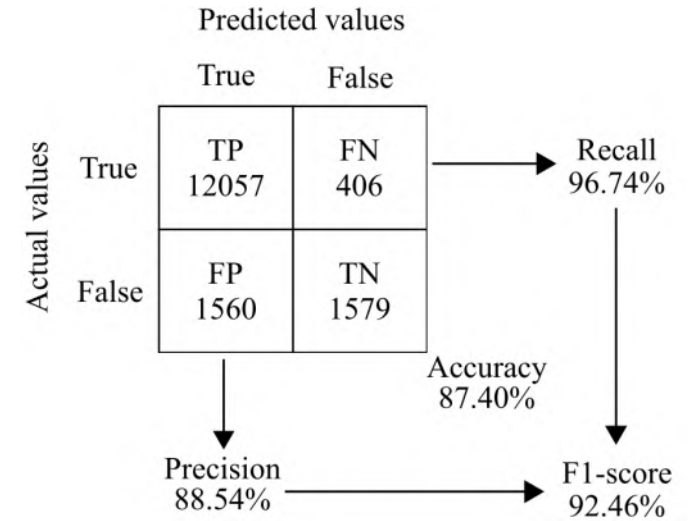 Predicted values
True False
Actual values
True
TP
12057
FN
406
Recall
96.74%
False
FP
1560
TN
1579
Accuracy
87.40%
Precision
88.54%
F1-score
92.46%